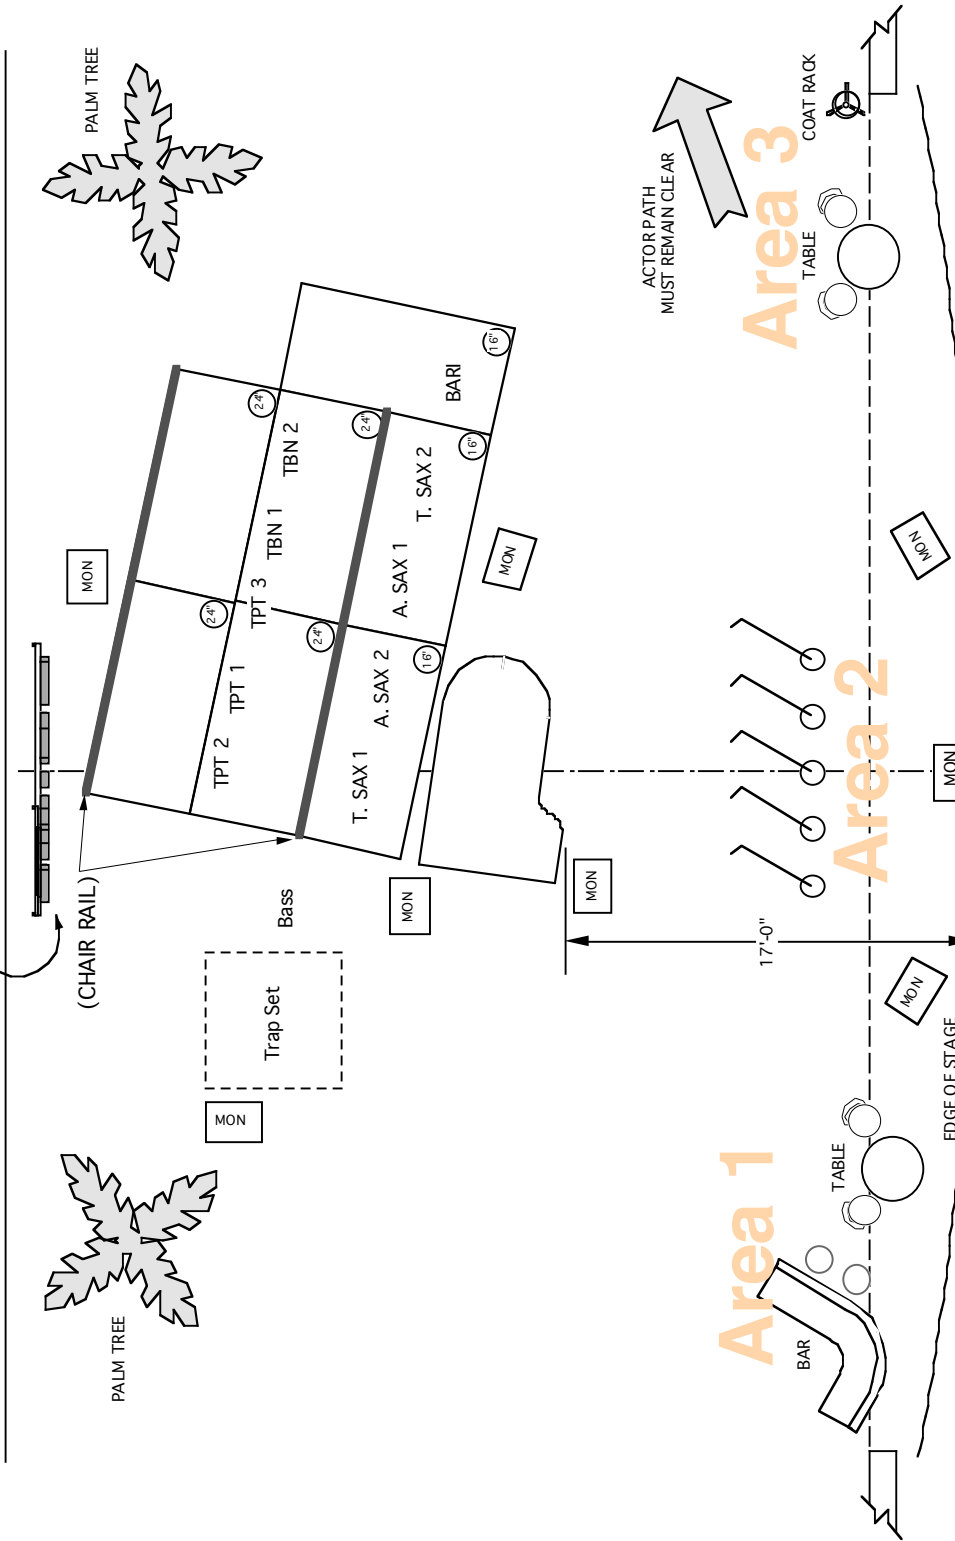 PALM TREE
PALM TREE
(CHAIR RAIL)
MON
TPT 2
TPT 1
TPT 3
TBN 1
TBN 2
24"
24"
24"
24"
T. SAX 1
A. SAX 2
A. SAX 1
T. SAX 2
BARI
16"
16"
16"
Bass
Trap Set
MON
MON
MON
MON
17'-0"
ACTOR PATH
MUST REMAIN CLEAR
Area 1
Area 2
Area 3
BAR
TABLE
TABLE
COAT RACK
MON
MON
MON
EDGE OF STAGE